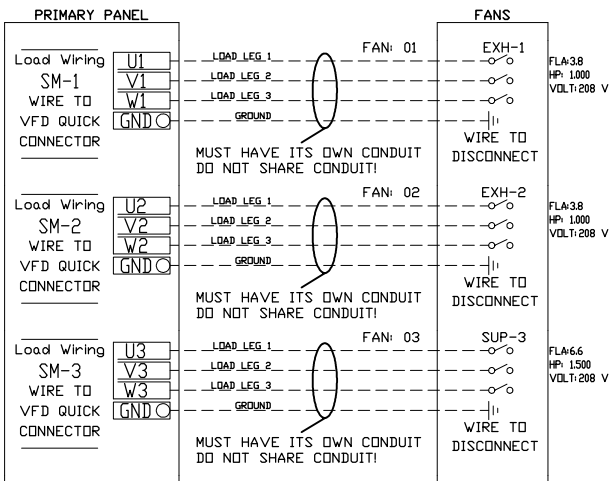 PRIMARY PANEL
FANS
Load Wiring
SM-1
WIRE TO
VFD QUICK
CONNECTOR
U1
V1
W1
GND
LOAD LEG 1
LOAD LEG 2
LOAD LEG 3
GROUND
FAN: 01
MUST HAVE ITS OWN CONDUIT
DO NOT SHARE CONDUIT!
EXH-1
WIRE TO
DISCONNECT
FLA:3.8
HP: 1.000
VOLT:208 V
Load Wiring
SM-2
WIRE TO
VFD QUICK
CONNECTOR
U2
V2
W2
GND
LOAD LEG 1
LOAD LEG 2
LOAD LEG 3
GROUND
FAN: 02
MUST HAVE ITS OWN CONDUIT
DO NOT SHARE CONDUIT!
EXH-2
WIRE TO
DISCONNECT
FLA:3.8
HP: 1.000
VOLT:208 V
Load Wiring
SM-3
WIRE TO
VFD QUICK
CONNECTOR
U3
V3
W3
GND
LOAD LEG 1
LOAD LEG 2
LOAD LEG 3
GROUND
FAN: 03
MUST HAVE ITS OWN CONDUIT
DO NOT SHARE CONDUIT!
SUP-3
WIRE TO
DISCONNECT
FLA:6.6
HP: 1.500
VOLT:208 V